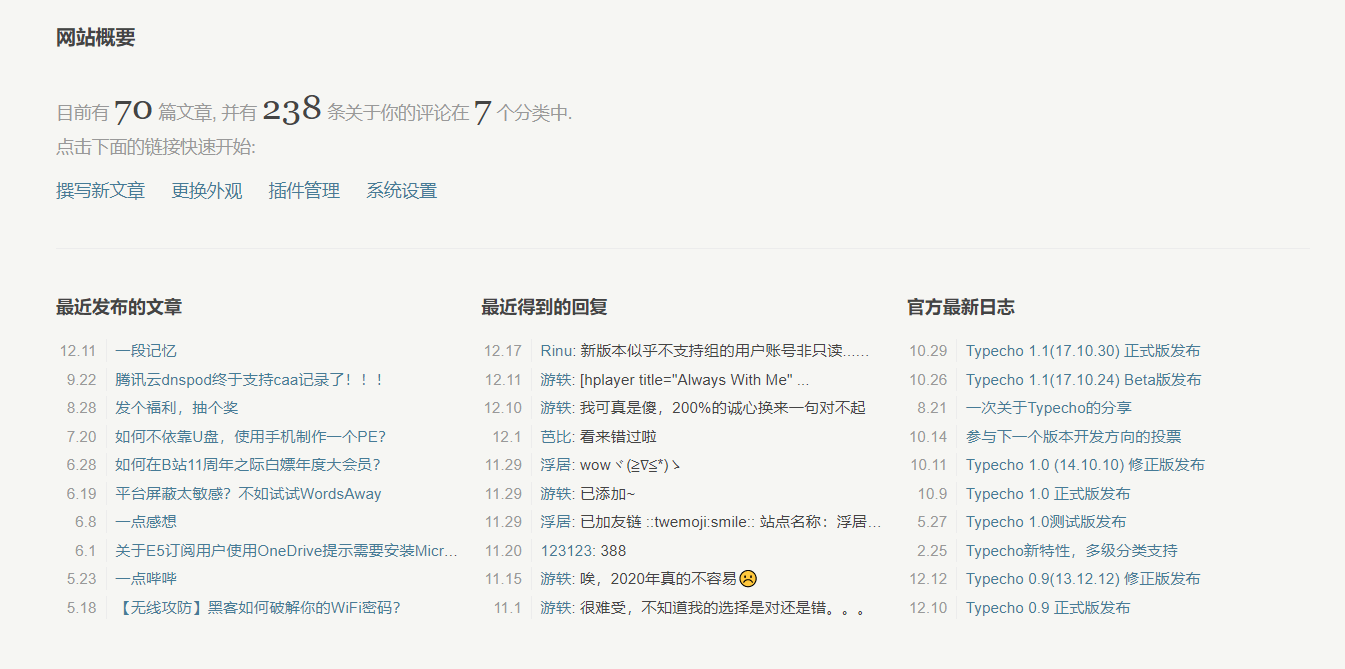 网站概要
目前有 70 篇文章, 并有 238 条关于你的评论在 7 个分类中.
点击下面的链接快速开始:
撰写新文章 更换外观 插件管理 系统设置
最近发布的文章
12.11 一段记忆
9.22 腾讯云dnspod终于支持caa记录了！！！
8.28 发个福利，抽个奖
7.20 如何不依靠U盘，使用手机制作一个PE？
6.28 如何在B站11周年之际白嫖年度大会员？
6.19 平台屏蔽太敏感？不如试试WordsAway
6.8 一点感想
6.1 关于E5订阅用户使用OneDrive提示需要安装Micr...
5.23 一点哔哔
5.18 【无线攻防】黑客如何破解你的WiFi密码？
最近得到的回复
12.17 Rinu: 新版本似乎不支持组的用户账号非只读......
12.11 游轶: [hplayer title="Always With Me" ...
12.10 游轶: 我可真是傻，200%的诚心换来一句对不起
12.1 芭比: 看来错过啦
11.29 浮居: wowヾ(≧∇≦*)ゝ
11.29 游轶: 已添加~
11.29 浮居: 已加友链 ::twemoji:smile:: 站点名称：浮居...
11.20 123123: 388
11.15 游轶: 唉，2020年真的不容易☹
11.1 游轶: 很难受，不知道我的选择是对还是错。。。
官方最新日志
10.29 Typecho 1.1(17.10.30) 正式版发布
10.26 Typecho 1.1(17.10.24) Beta版发布
8.21 一次关于Typecho的分享
10.14 参与下一个版本开发方向的投票
10.11 Typecho 1.0 (14.10.10) 修正版发布
10.9 Typecho 1.0 正式版发布
5.27 Typecho 1.0测试版发布
2.25 Typecho新特性，多级分类支持
12.12 Typecho 0.9(13.12.12) 修正版发布
12.10 Typecho 0.9 正式版发布